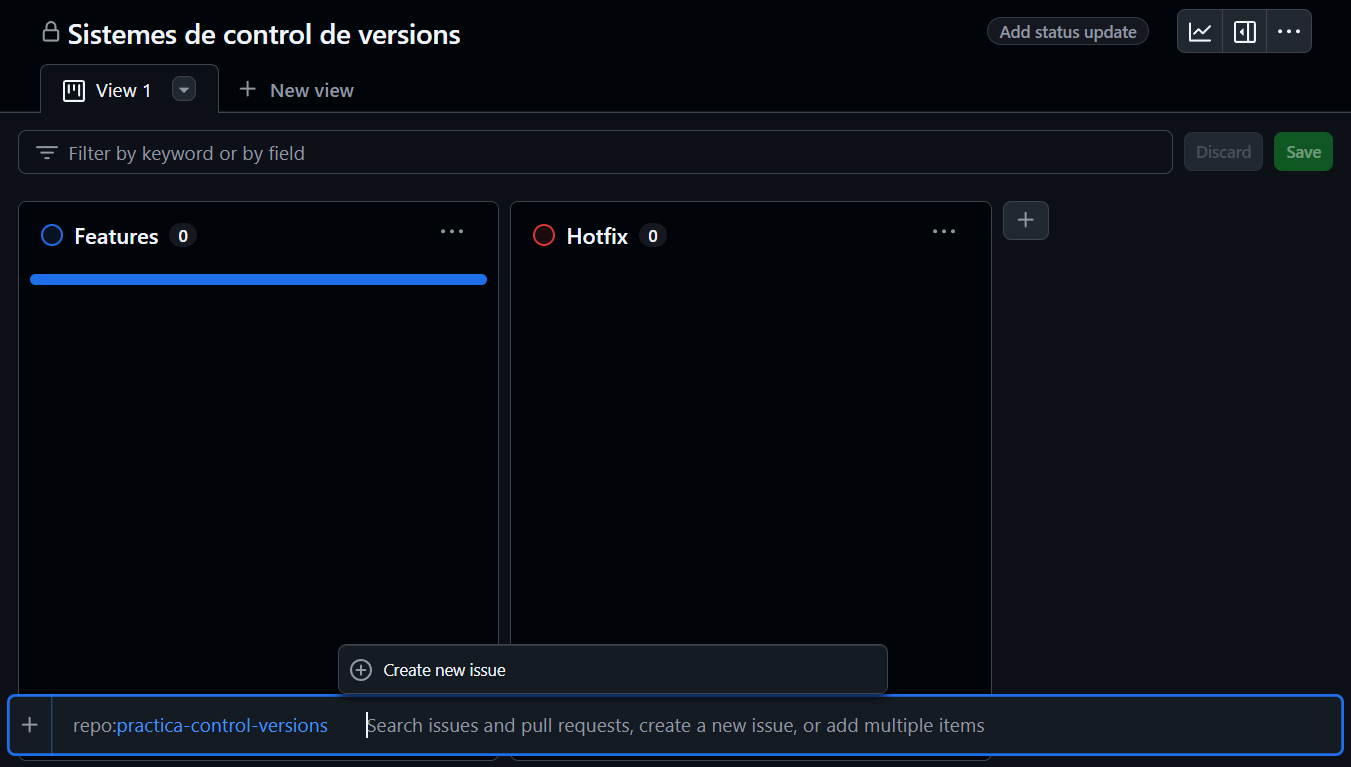 Sistemes de control de versions
Add status update
View 1
New view
Filter by keyword or by field
Discard
Save
Features 0
Hotfix 0
Create new issue
repo:practica-control-versions Search issues and pull requests, create a new issue, or add multiple items